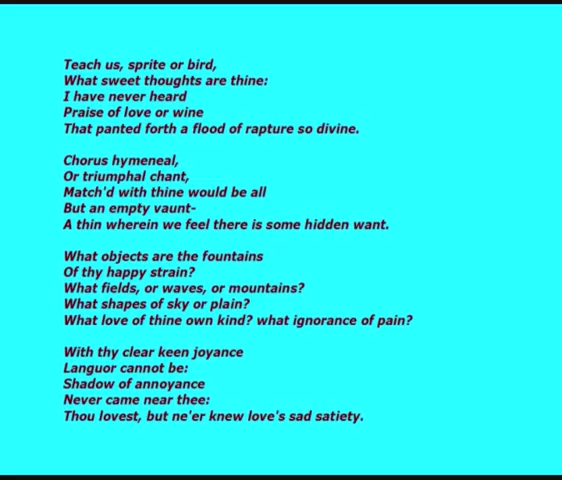 Teach us, sprite or bird,
What sweet thoughts are thine:
I have never heard
Praise of love or wine
That panted forth a flood of rapture so divine.
Chorus hymeneal,
Or triumphal chant,
Match'd with thine would be all
But an empty vaunt-
A thin wherein we feel there is some hidden want.
What objects are the fountains
Of thy happy strain?
What fields, or waves, or mountains?
What shapes of sky or plain?
What love of thine own kind? what ignorance of pain?
With thy clear keen joyance
Languor cannot be:
Shadow of annoyance
Never came near thee:
Thou lovest, but ne'er knew love's sad satiety.